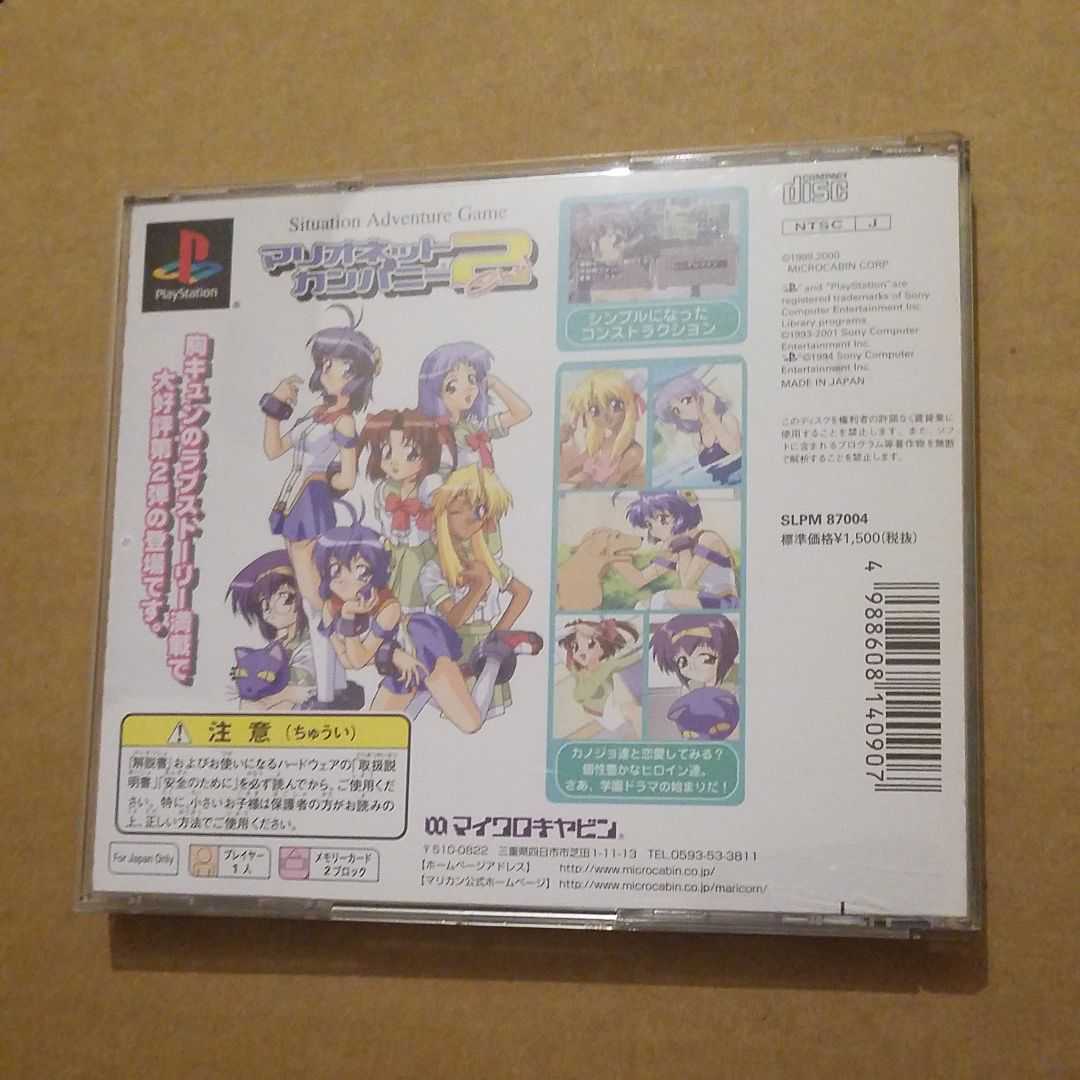 PlayStation
Situation Adventure Game
マリオネット
カンパニー2
胸キュンのラブストーリー満載で
大好評第2弾の登場です。
シンプルになった
コンストラクション
カノジョ達と恋愛してみる?
個性豊かなヒロイン達。
さあ、学園ドラマの始まりだ!
COMPACT
disc
NTSC J
©1999,2000
MICROCABIN CORP.
and "PlayStation" are
registered trademarks of Sony
Computer Entertainment Inc.
Library programs
©1993-2001 Sony Computer
Entertainment Inc.
©1994 Sony Computer
Entertainment Inc.
MADE IN JAPAN
このディスクを権利者の許諾なく賃貸業に
使用することを禁止します。また、ソフ
トに含まれるプログラム等著作物を無断
で解析することを禁止します。
SLPM 87004
標準価格¥1,500(税抜)
4 988608 140907
注意(ちゅうい)
「解説書」およびお使いになるハードウェアの「取扱説
明書」「安全のために」を必ず読んでから、ご使用くだ
さい。特に、小さいお子様は保護者の方がお読みの
上、正しい方法でご使用ください。
For Japan Only
プレイヤー
1人
メモリーカード
2ブロック
マイクロキャビン
〒510-0822 三重県四日市市芝田1-11-13 TEL.0593-53-3811
【ホームページアドレス】 http://www.microcabin.co.jp/
【マリカン公式ホームページ】 http://www.microcabin.co.jp/maricom/